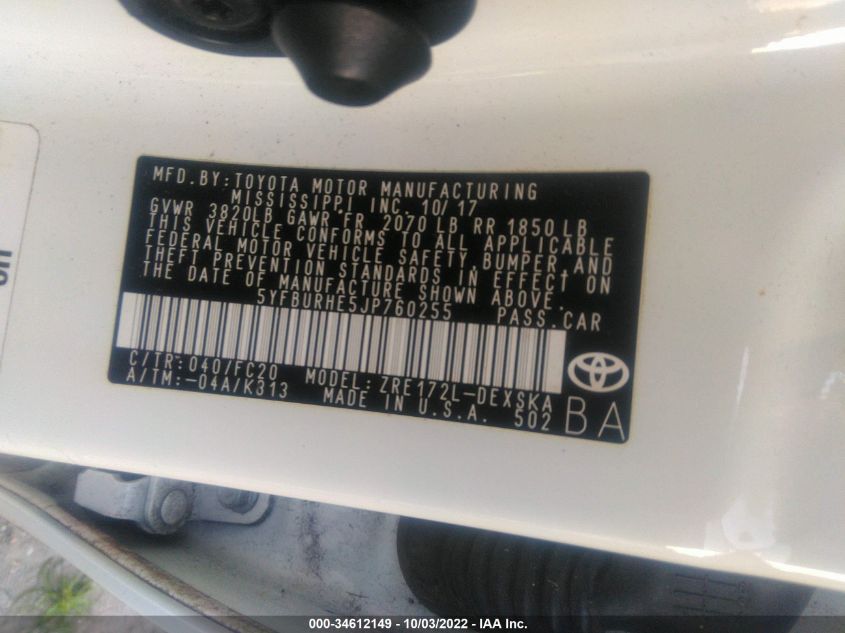 MFD.BY:TOYOTA MOTOR MANUFACTURING
MISSISSIPPI INC. 10/17
GVWR 3820LB GAWR FR 2070 LB RR 1850 LB
THIS VEHICLE CONFORMS TO ALL APPLICABLE
FEDERAL MOTOR VEHICLE SAFETY, BUMPER, AND
THEFT PREVENTION STANDARDS IN EFFECT ON
THE DATE OF MANUFACTURE SHOWN ABOVE.
5YFBURHE5JP760255 PASS.CAR
C/TR: 040/FC20 MODEL: ZRE172L-DEXSKA
A/TM:-04A/K313 MADE IN U.S.A. 502
BA
000-34612149 - 10/03/2022 - IAA Inc.